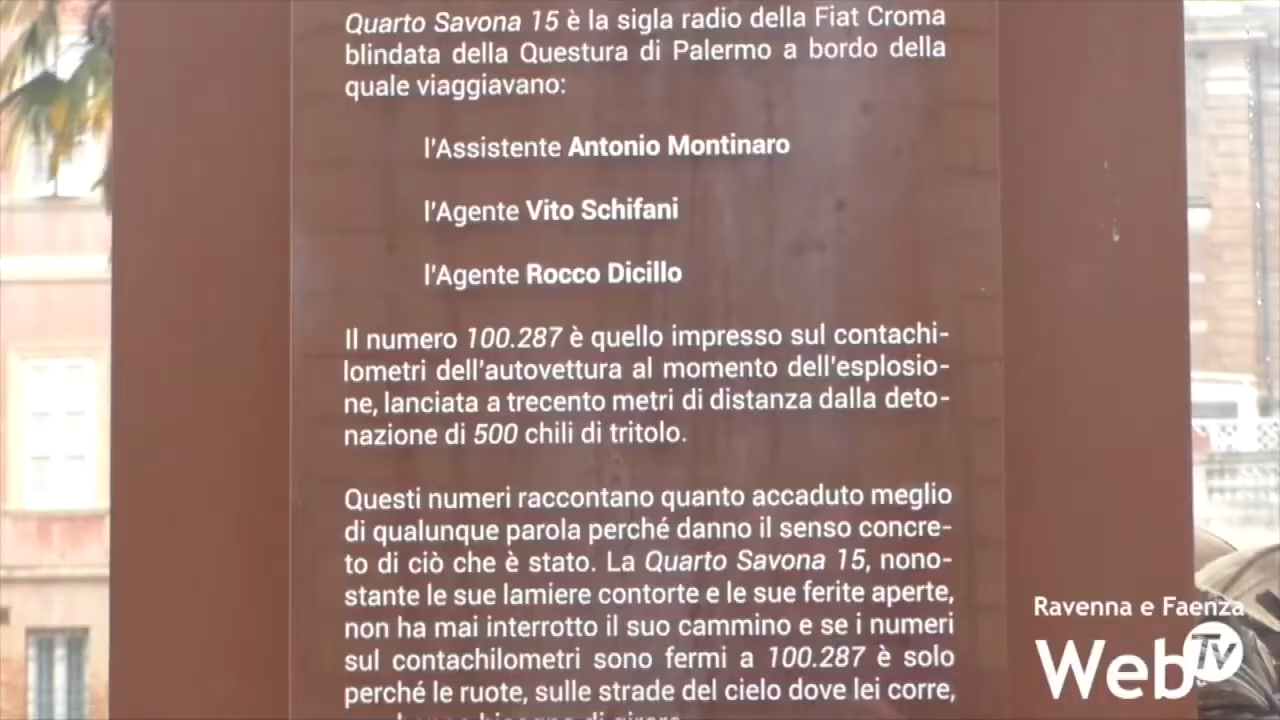 Quarto Savona 15 è la sigla radio della Fiat Croma
blindata della Questura di Palermo a bordo della
quale viaggiavano:
l'Assistente Antonio Montinaro
l'Agente Vito Schifani
l'Agente Rocco Dicillo
Il numero 100.287 è quello impresso sul contachi-
lometri dell'autovettura al momento dell'esplosio-
ne, lanciata a trecento metri di distanza dalla deto-
nazione di 500 chili di tritolo.
Questi numeri raccontano quanto accaduto meglio
di qualunque parola perché danno il senso concre-
to di ciò che è stato. La Quarto Savona 15, nono-
stante le sue lamiere contorte e le sue ferite aperte,
non ha mai interrotto il suo cammino e se i numeri
sul contachilometri sono fermi a 100.287 è solo
perché le ruote, sulle strade del cielo dove lei corre,
Ravenna e Faenza
WebTv